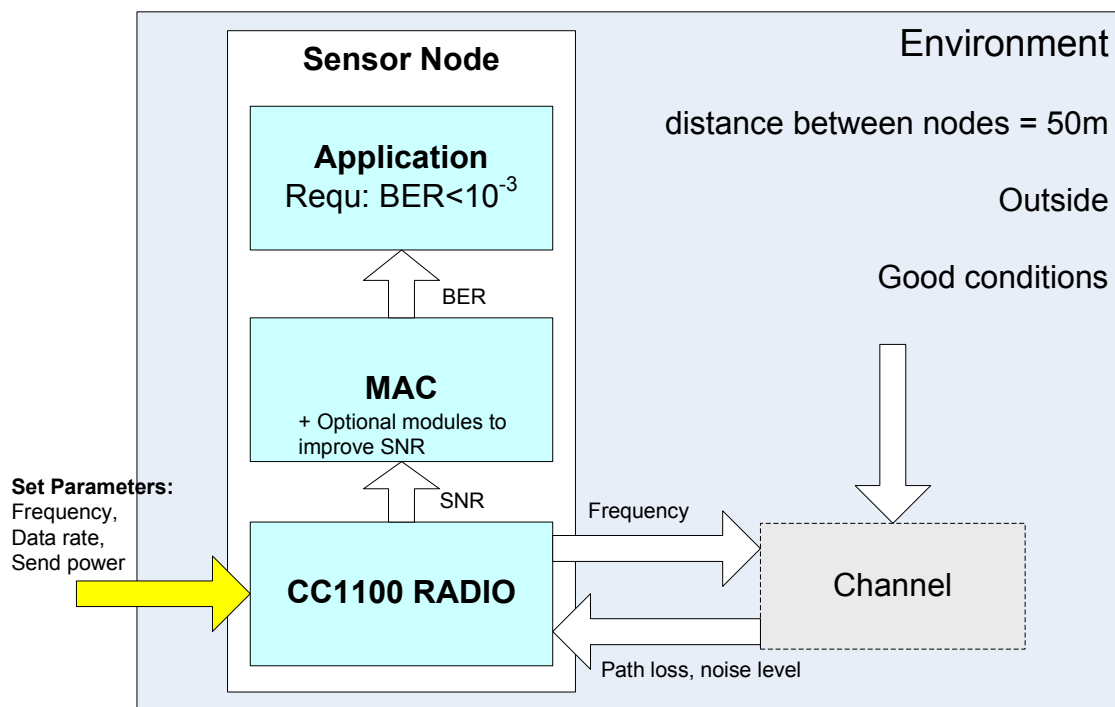 Environment
distance between nodes = 50m
Outside
Good conditions
Sensor Node
Application
Requ: BER<10⁻³
BER
MAC
+ Optional modules to
improve SNR
SNR
Set Parameters:
Frequency,
Data rate,
Send power
CC1100 RADIO
Frequency
Channel
Path loss, noise level